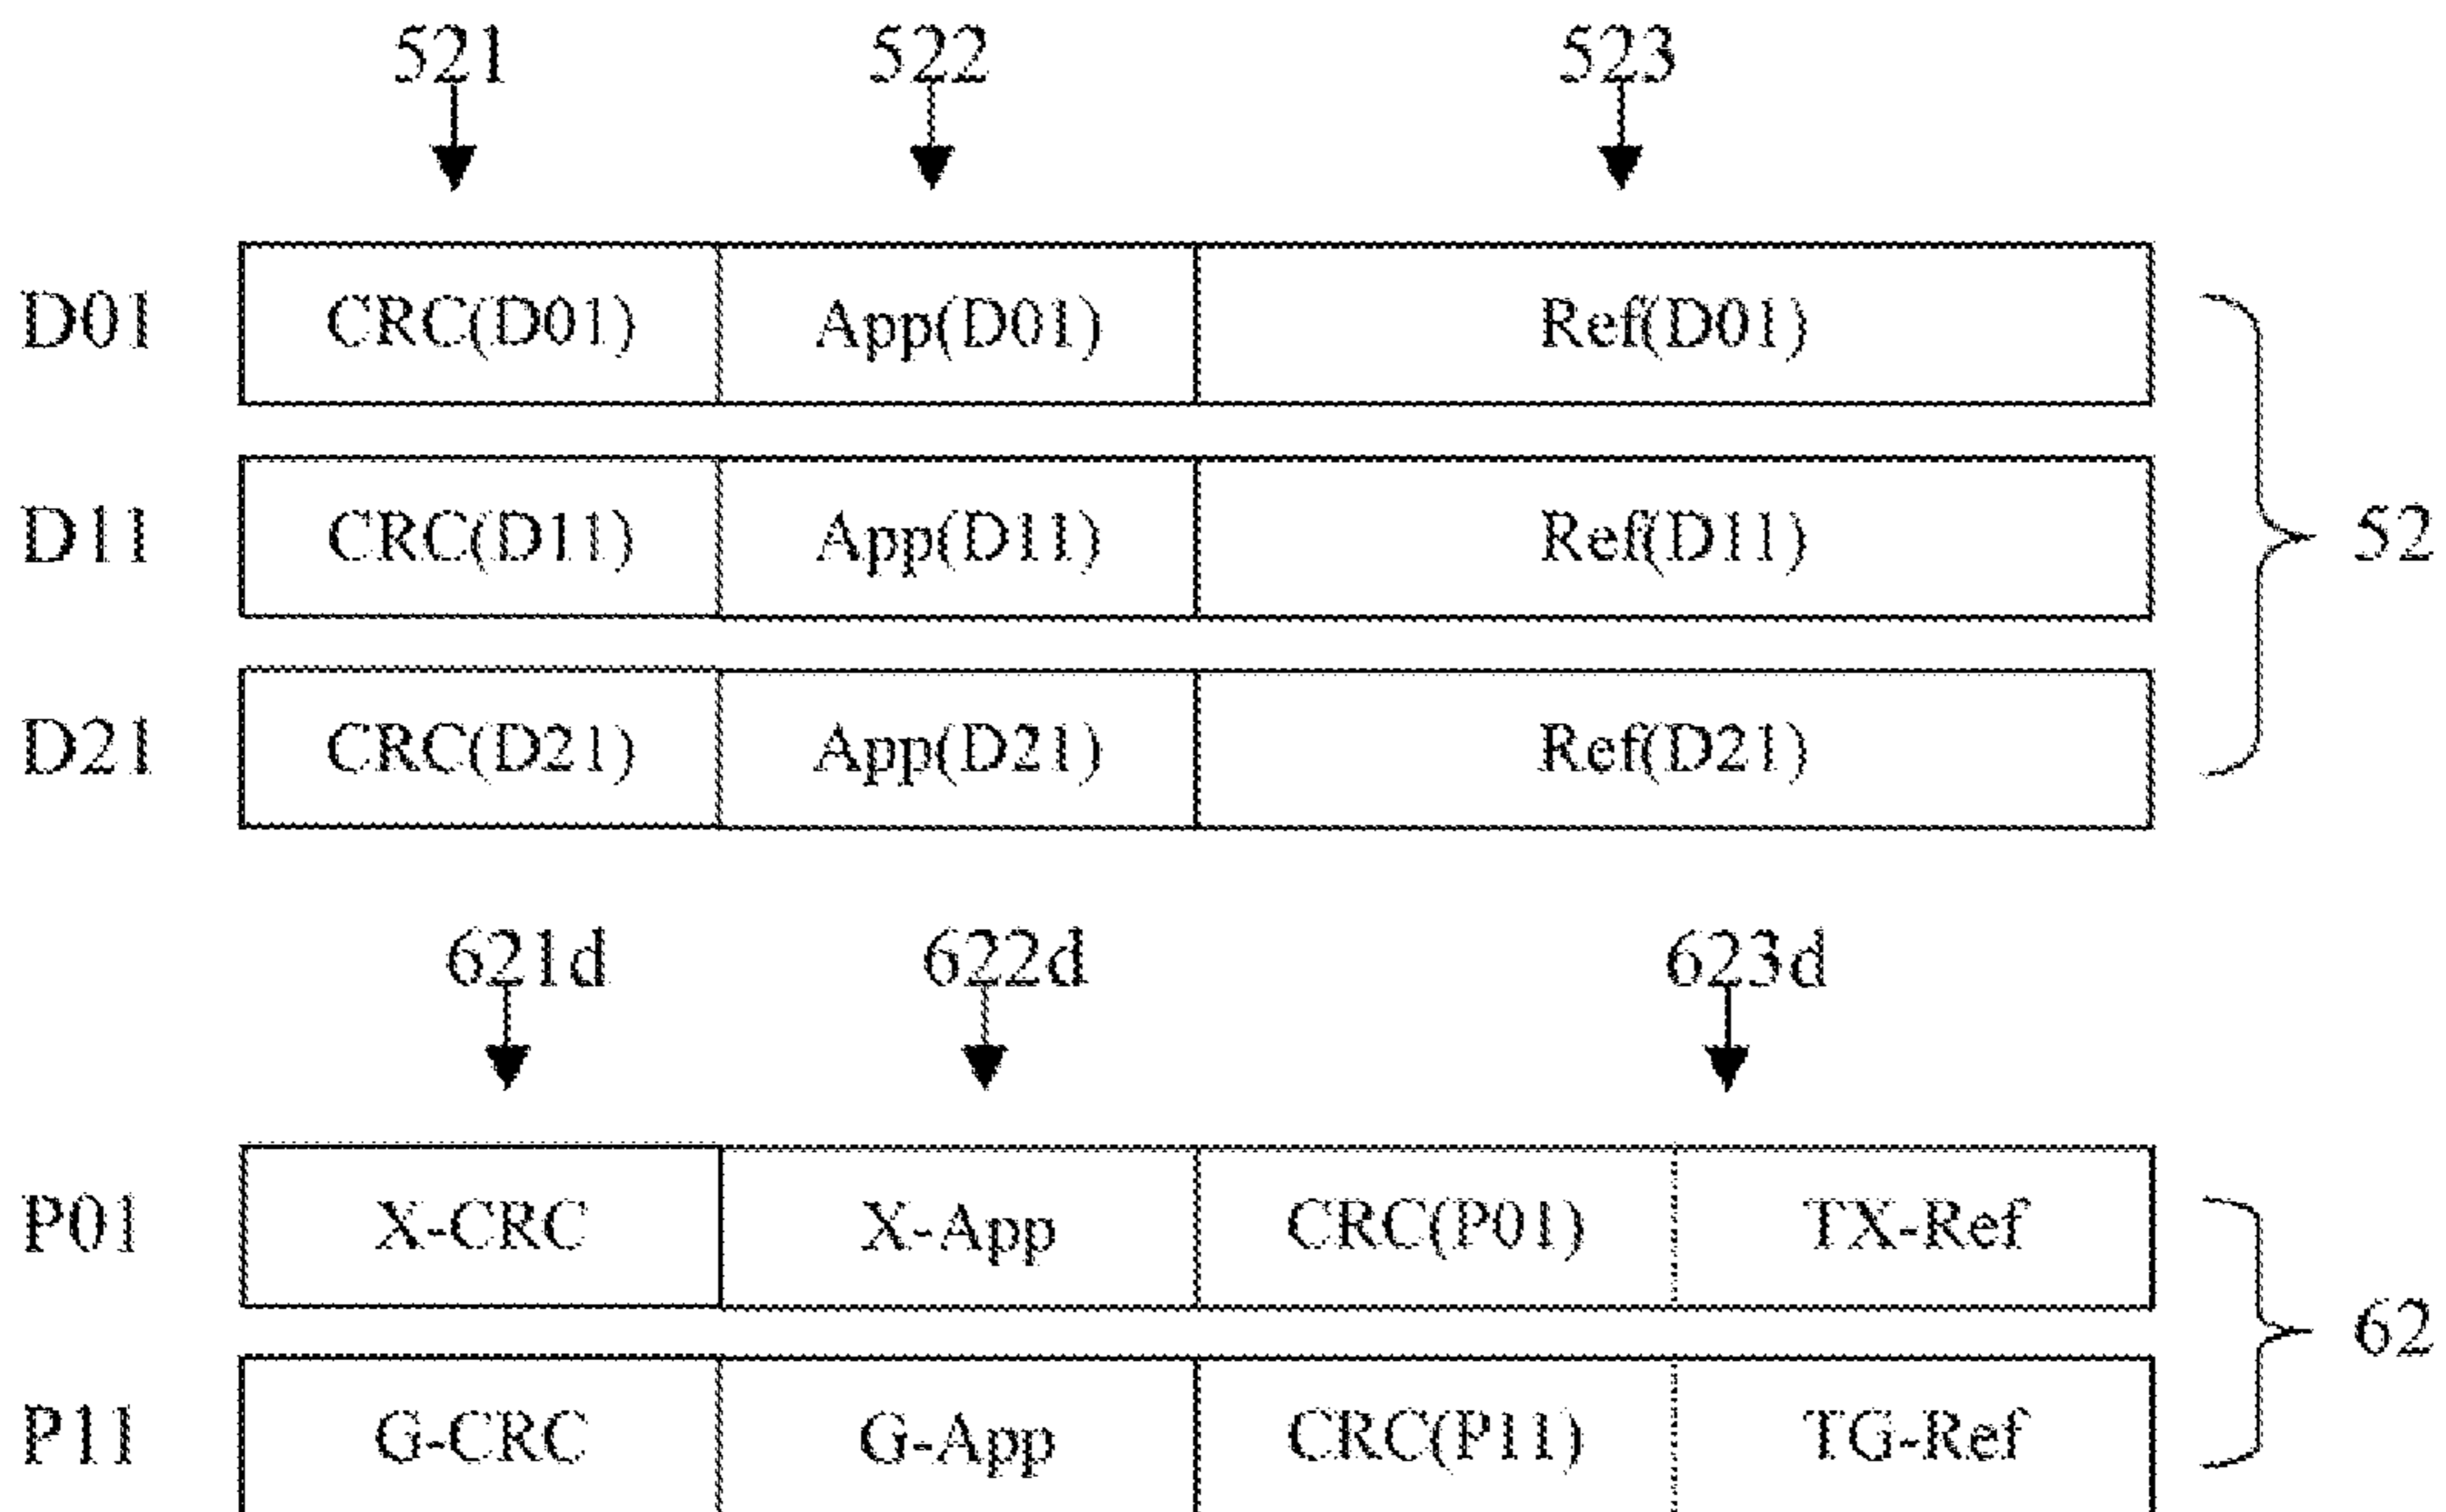 521 522 523
D01 CRC(D01) App(D01) Ref(D01)
D11 CRC(D11) App(D11) Ref(D11)
52
D21 CRC(D21) App(D21) Ref(D21)
621d 622d 623d
P01 X-CRC X-App CRC(P01) TX-Ref
62
P11 G-CRC G-App CRC(P11) TG-Ref